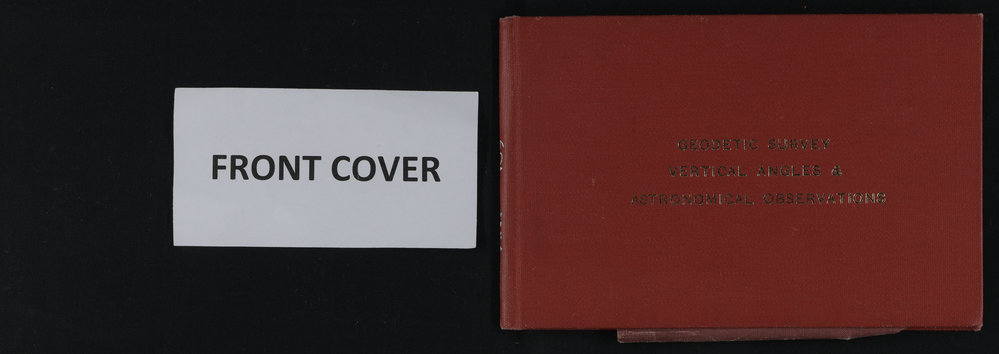 FRONT COVER
GEODETIC SURVEY
VERTICAL ANGLES &
ASTRONOMICAL OBSERVATIONS